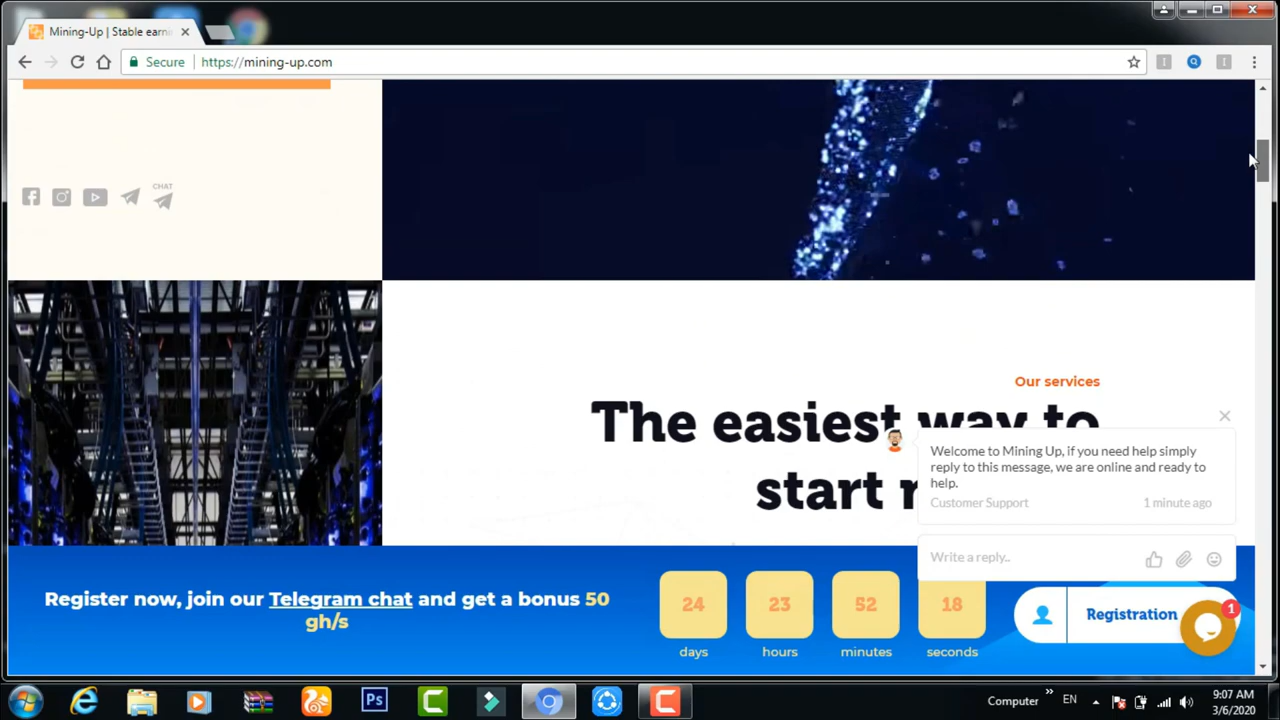 Mining-Up | Stable earni
Secure
https://mining-up.com
CHAT
Our services
The easiest way to
start
Welcome to Mining Up, if you need help simply
reply to this message, we are online and ready to
help.
Customer Support
1 minute ago
Write a reply..
Register now, join our Telegram chat and get a bonus 50
gh/s
24
23
52
18
days
hours
minutes
seconds
Registration
1
Ps
Computer
»
EN
9:07 AM
3/6/2020